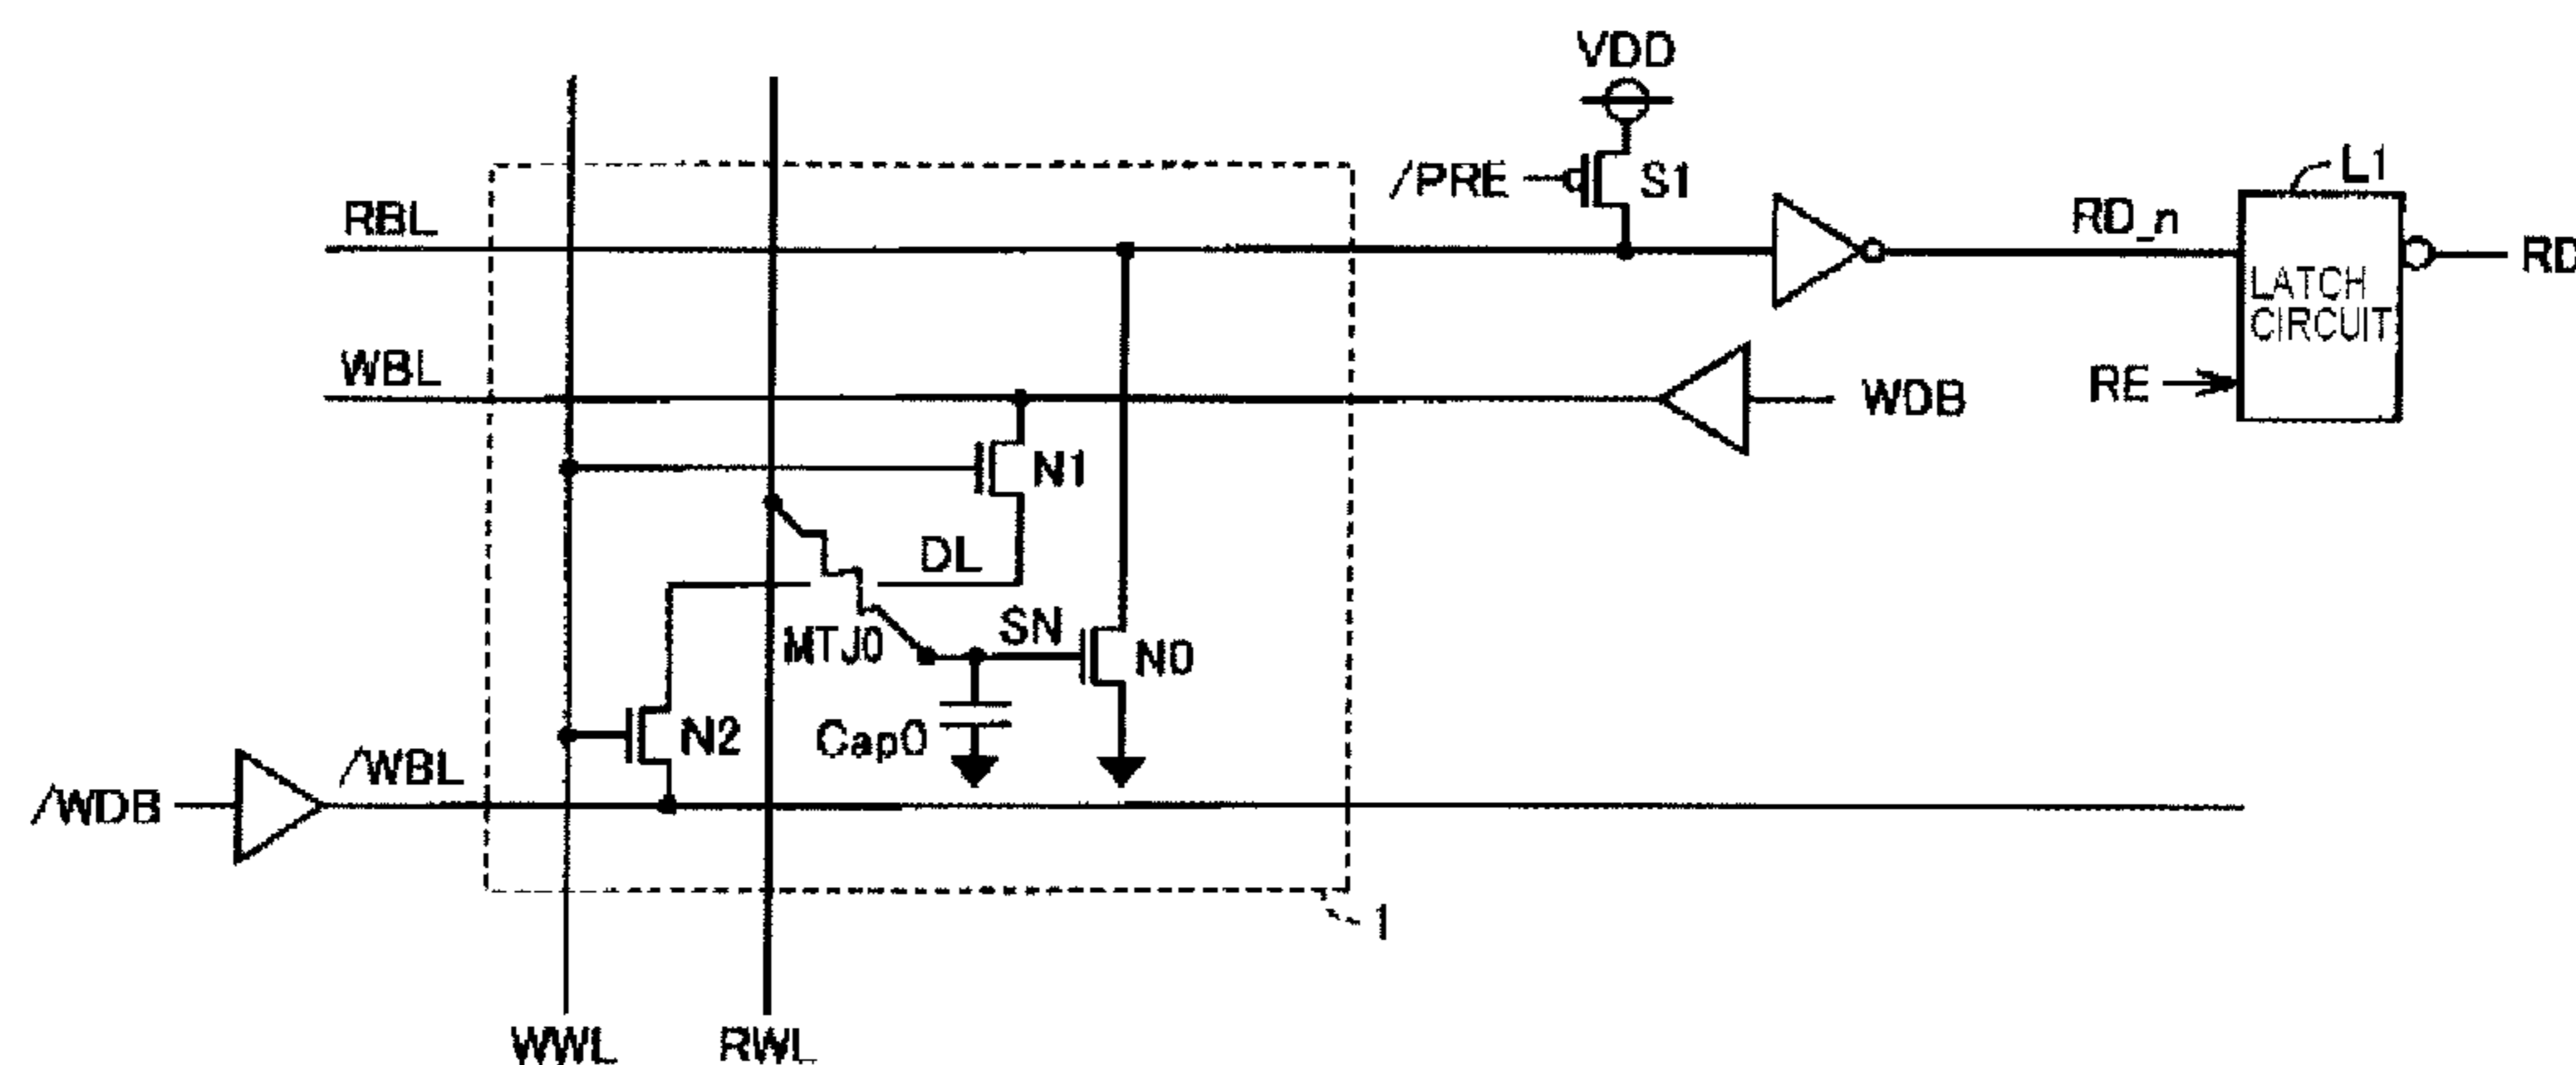 VDD
/PRE
S1
L1
RBL
RD_n
RD
LATCH
CIRCUIT
WBL
WDB
RE
N1
DL
SN
MTJ0
N0
N2
Cap0
/WBL
/WDB
1
WWL
RWL